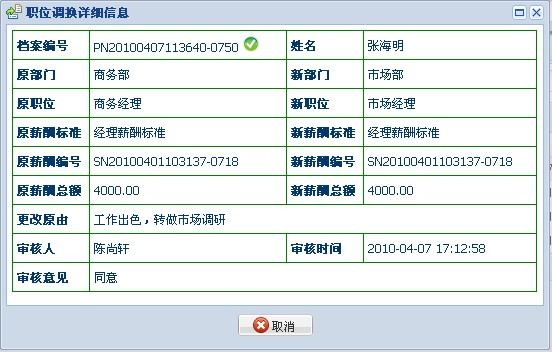 职位调换详细信息
档案编号 PN20100407113640-0750 姓名 张海明
原部门 商务部 新部门 市场部
原职位 商务经理 新职位 市场经理
原薪酬标准 经理薪酬标准 新薪酬标准 经理薪酬标准
原薪酬编号 SN20100401103137-0718 新薪酬编号 SN20100401103137-0718
原薪酬总额 4000.00 新薪酬总额 4000.00
更改原由 工作出色，转做市场调研
审核人 陈尚轩 审核时间 2010-04-07 17:12:58
审核意见 同意
取消